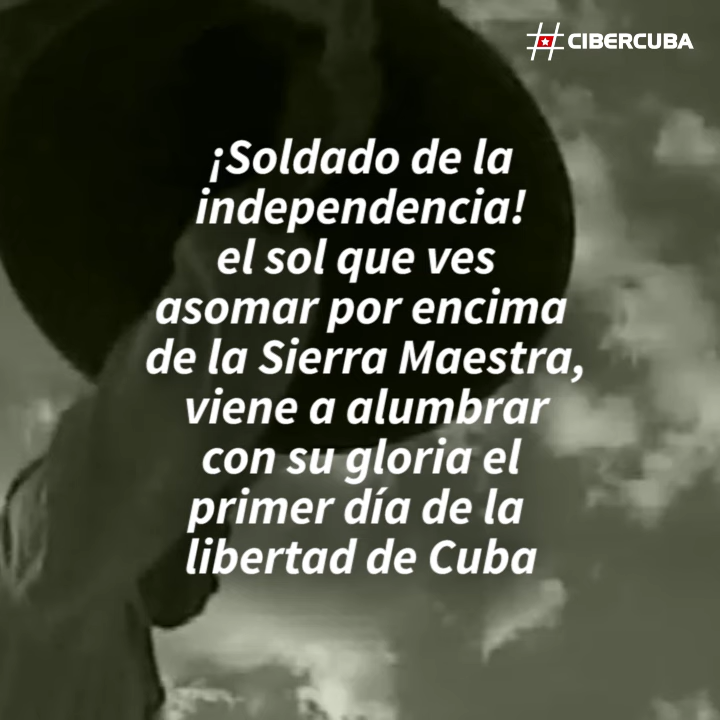 #CIBERCUBA
¡Soldado de la
independencia!
el sol que ves
asomar por encima
de la Sierra Maestra,
viene a alumbrar
con su gloria el
primer día de la
libertad de Cuba